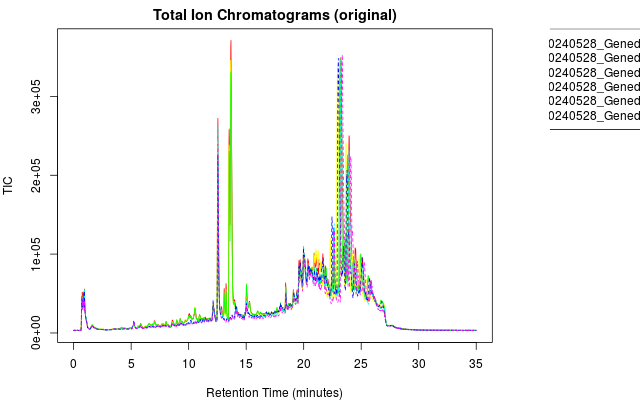 Total Ion Chromatograms (original)
TIC
3e+05
2e+05
1e+05
0e+00
0 5 10 15 20 25 30 35
Retention Time (minutes)
0240528_Gened
0240528_Gened
0240528_Gened
0240528_Gened
0240528_Gened
0240528_Gened